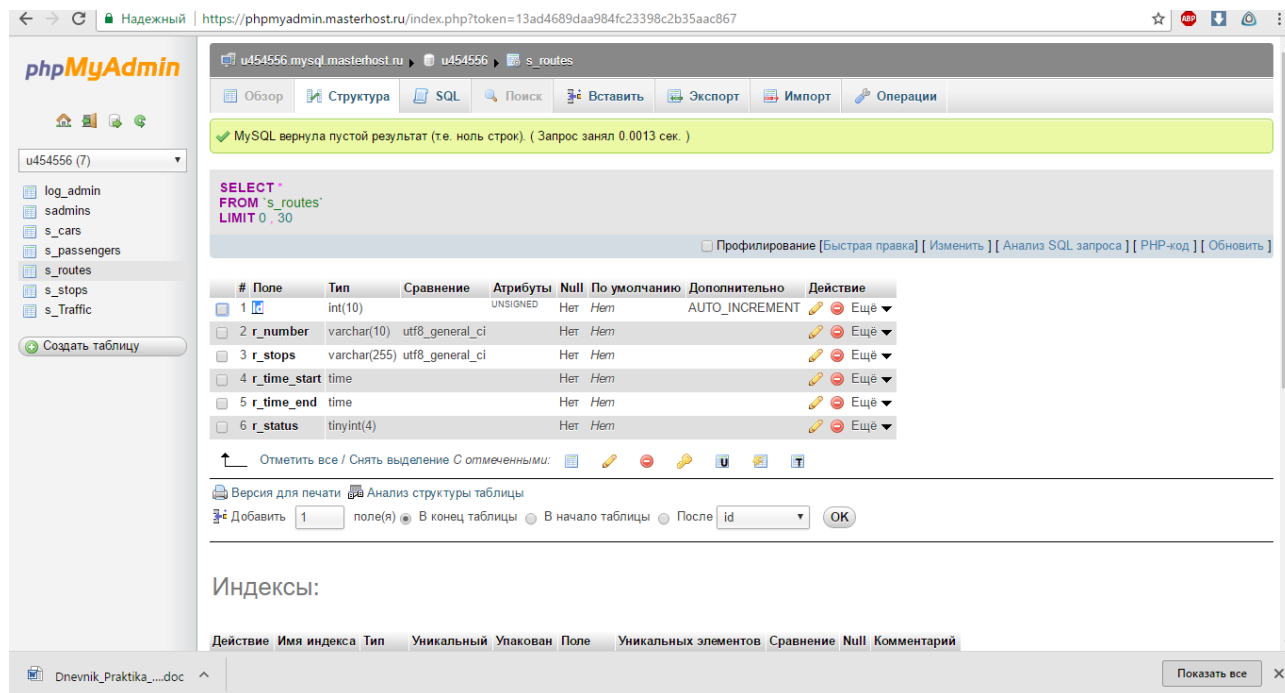 Надежный https://phpmyadmin.masterhost.ru/index.php?token=13ad4689daa984fc23398c2b35aac867 ABP
phpMyAdmin
u454556 (7)
log_admin
sadmins
s_cars
s_passengers
s_routes
s_stops
s_Traffic
Создать таблицу
u454556.mysql.masterhost.ru u454556 s_routes
Обзор Структура SQL Поиск Вставить Экспорт Импорт Операции
MySQL вернула пустой результат (т.е. ноль строк). ( Запрос занял 0.0013 сек. )
SELECT *
FROM `s_routes`
LIMIT 0 , 30
Профилирование [Быстрая правка] [ Изменить ] [ Анализ SQL запроса ] [ PHP-код ] [ Обновить ]
# Поле Тип Сравнение Атрибуты Null По умолчанию Дополнительно Действие
1 id int(10) UNSIGNED Нет Нет AUTO_INCREMENT Ещё
2 r_number varchar(10) utf8_general_ci Нет Нет Ещё
3 r_stops varchar(255) utf8_general_ci Нет Нет Ещё
4 r_time_start time Нет Нет Ещё
5 r_time_end time Нет Нет Ещё
6 r_status tinyint(4) Нет Нет Ещё
Отметить все / Снять выделение С отмеченными: U T
Версия для печати Анализ структуры таблицы
Добавить 1 поле(я) В конец таблицы В начало таблицы После id OK
Индексы:
Действие Имя индекса Тип Уникальный Упакован Поле Уникальных элементов Сравнение Null Комментарий
Dnevnik_Praktika_....doc Показать все